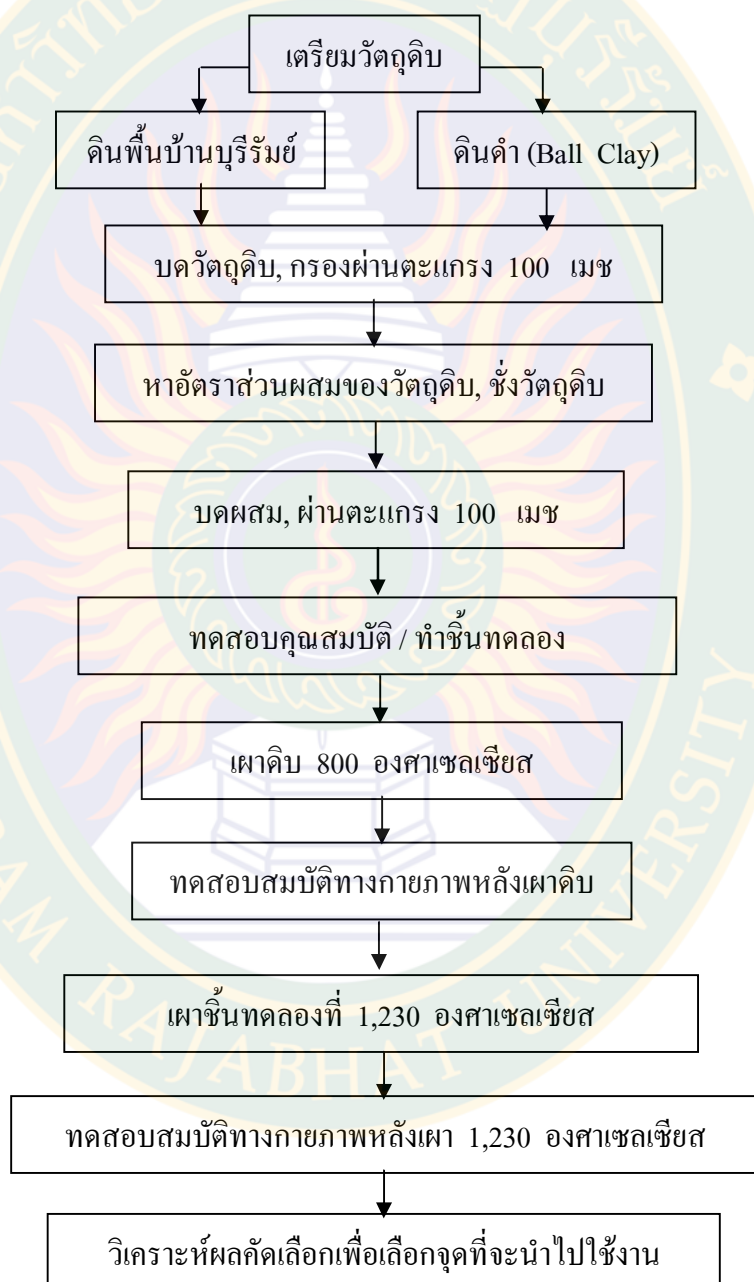 เตรียมวัตถุดิบ
ดินพื้นบ้านบุรีรัมย์
ดินดำ (Ball Clay)
บดวัตถุดิบ, กรองผ่านตะแกรง 100 เมช
หาอัตราส่วนผสมของวัตถุดิบ, ชั่งวัตถุดิบ
บดผสม, ผ่านตะแกรง 100 เมช
ทดสอบคุณสมบัติ / ทำชิ้นทดลอง
เผาดิบ 800 องศาเซลเซียส
ทดสอบสมบัติทางกายภาพหลังเผาดิบ
เผาชิ้นทดลองที่ 1,230 องศาเซลเซียส
ทดสอบสมบัติทางกายภาพหลังเผา 1,230 องศาเซลเซียส
วิเคราะห์ผลคัดเลือกเพื่อเลือกจุดที่จะนำไปใช้งาน
RAJABHAT UNIVERSITY